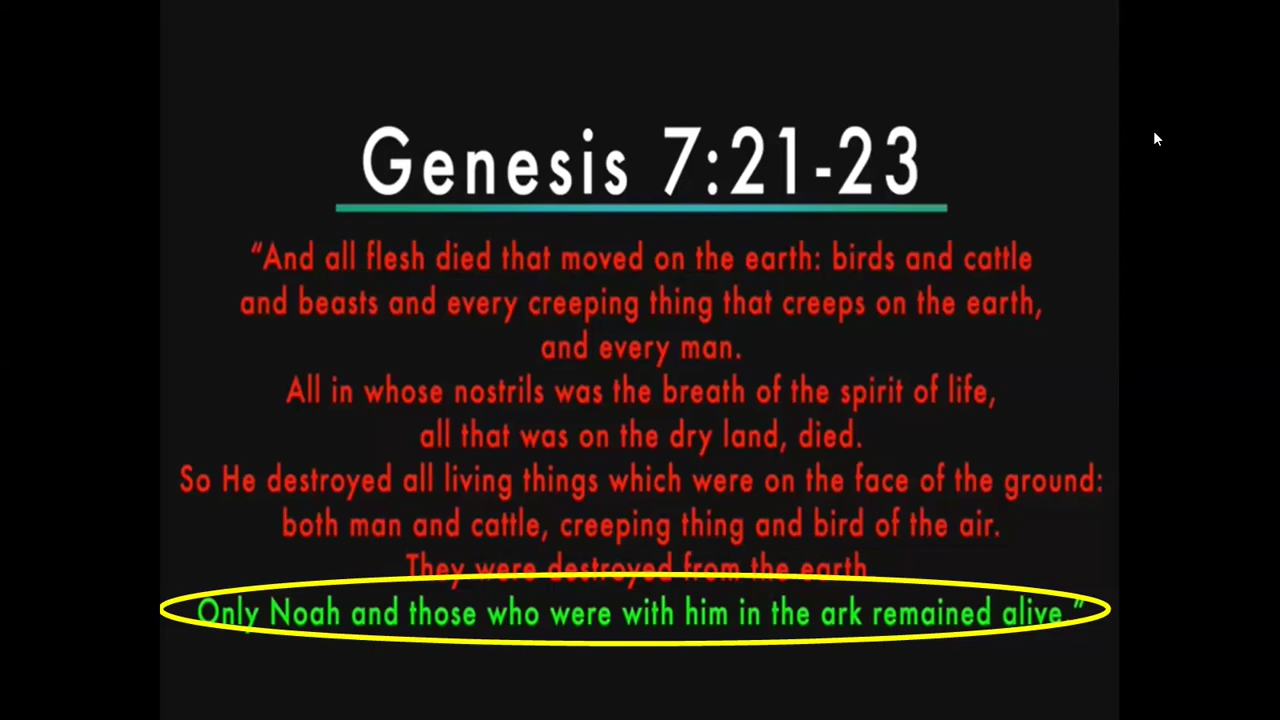 Genesis 7:21-23
“And all flesh died that moved on the earth: birds and cattle
and beasts and every creeping thing that creeps on the earth,
and every man.
All in whose nostrils was the breath of the spirit of life,
all that was on the dry land, died.
So He destroyed all living things which were on the face of the ground:
both man and cattle, creeping thing and bird of the air.
They were destroyed from the earth
Only Noah and those who were with him in the ark remained alive.”